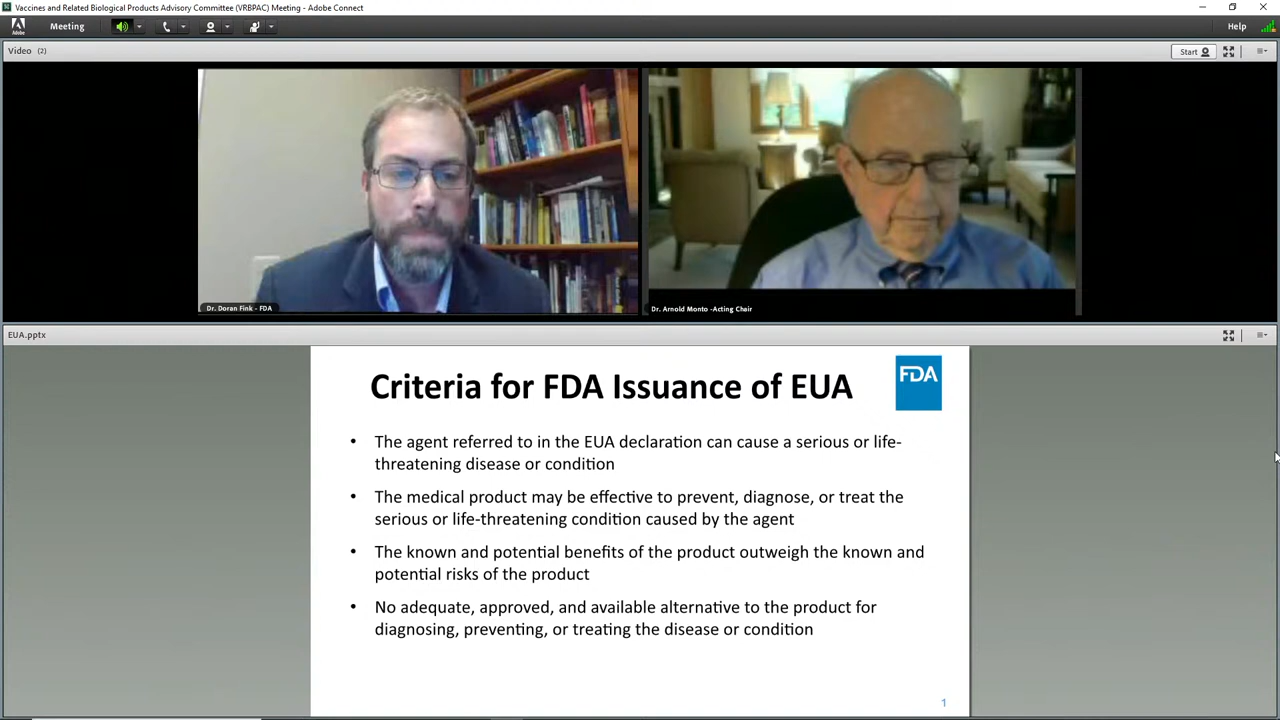 Vaccines and Related Biological Products Advisory Committee (VRBPAC) Meeting - Adobe Connect
Meeting
Help
Video (2)
Start
Dr. Doran Fink - FDA
Dr. Arnold Monto -Acting Chair
EUA.pptx
Criteria for FDA Issuance of EUA
FDA
• The agent referred to in the EUA declaration can cause a serious or life-
threatening disease or condition
• The medical product may be effective to prevent, diagnose, or treat the
serious or life-threatening condition caused by the agent
• The known and potential benefits of the product outweigh the known and
potential risks of the product
• No adequate, approved, and available alternative to the product for
diagnosing, preventing, or treating the disease or condition
1